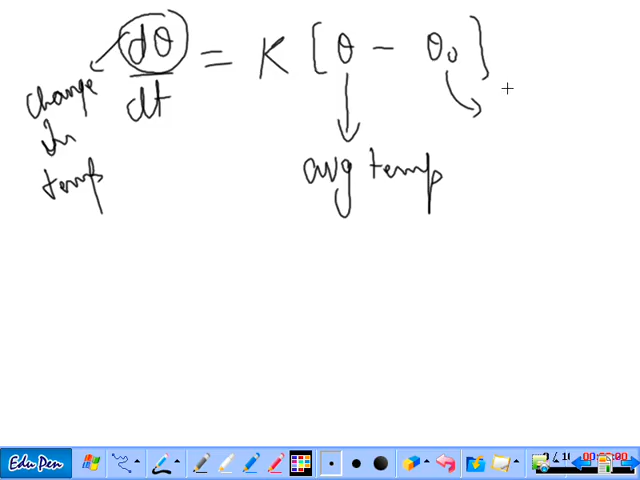 dθ/dt = K [θ − θ₀]
change
In
temp
avg temp
Edu Pen